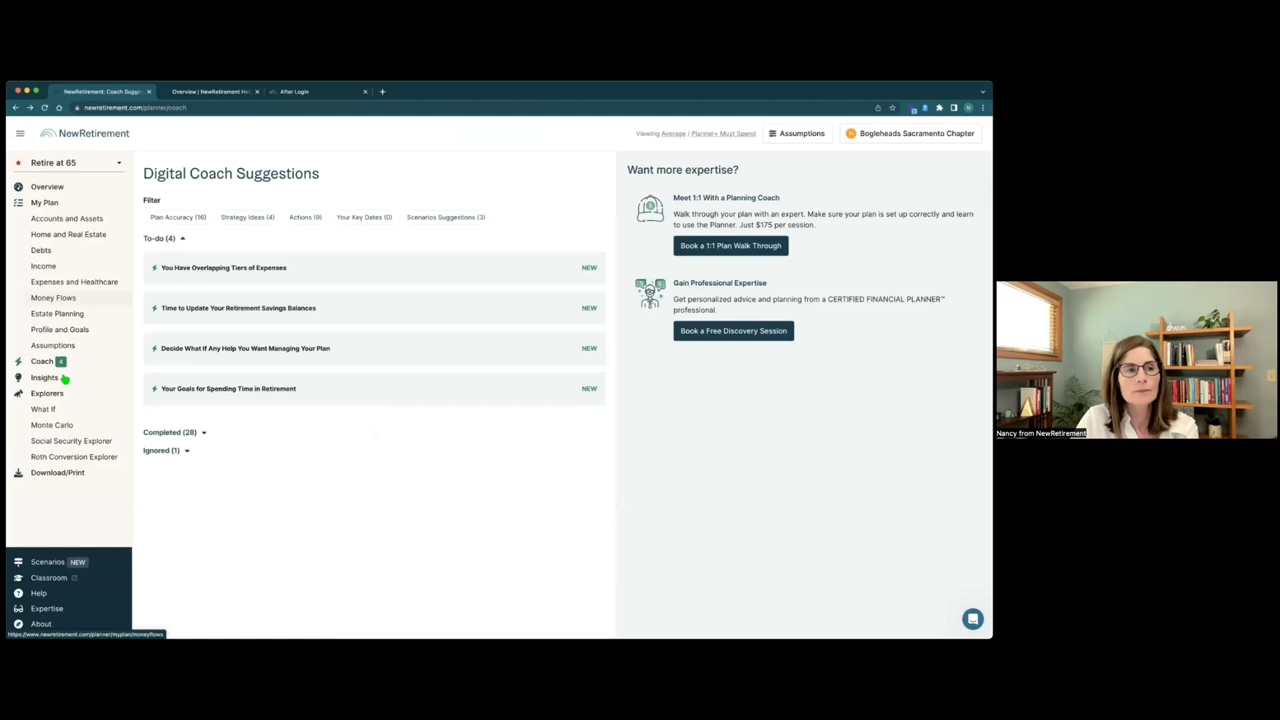 NewRetirement: Coach Sugge
Overview | NewRetirement He
After Login
newretirement.com/planner/coach
NewRetirement
Viewing Average / Planner+ Must Spend
Assumptions
Bogleheads Sacramento Chapter
Retire at 65
Overview
My Plan
Accounts and Assets
Home and Real Estate
Debts
Income
Expenses and Healthcare
Money Flows
Estate Planning
Profile and Goals
Assumptions
Coach 4
Insights
Explorers
What If
Monte Carlo
Social Security Explorer
Roth Conversion Explorer
Download/Print
Scenarios NEW
Classroom
Help
Expertise
About
https://www.newretirement.com/planner/myplan/moneyflows
Digital Coach Suggestions
Filter
Plan Accuracy (16) Strategy Ideas (4) Actions (9) Your Key Dates (0) Scenarios Suggestions (3)
To-do (4)
You Have Overlapping Tiers of Expenses NEW
Time to Update Your Retirement Savings Balances NEW
Decide What If Any Help You Want Managing Your Plan NEW
Your Goals for Spending Time in Retirement NEW
Completed (28)
Ignored (1)
Want more expertise?
Meet 1:1 With a Planning Coach
Walk through your plan with an expert. Make sure your plan is set up correctly and learn
to use the Planner. Just $175 per session.
Book a 1:1 Plan Walk Through
Gain Professional Expertise
Get personalized advice and planning from a CERTIFIED FINANCIAL PLANNER™
professional.
Book a Free Discovery Session
Nancy from NewRetirement